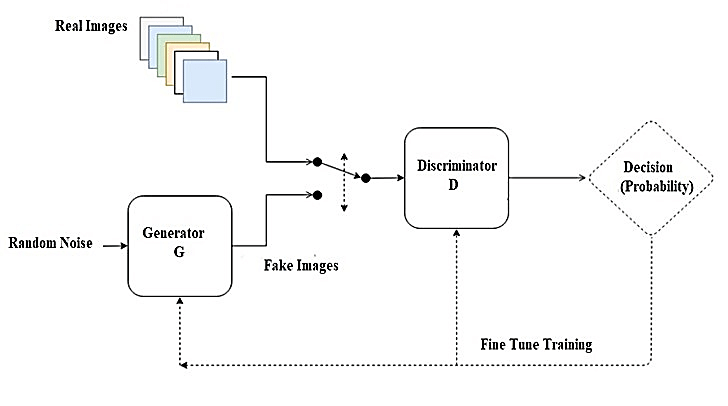 Real Images
Discriminator
D
Decision
(Probability)
Generator
G
Random Noise
Fake Images
Fine Tune Training